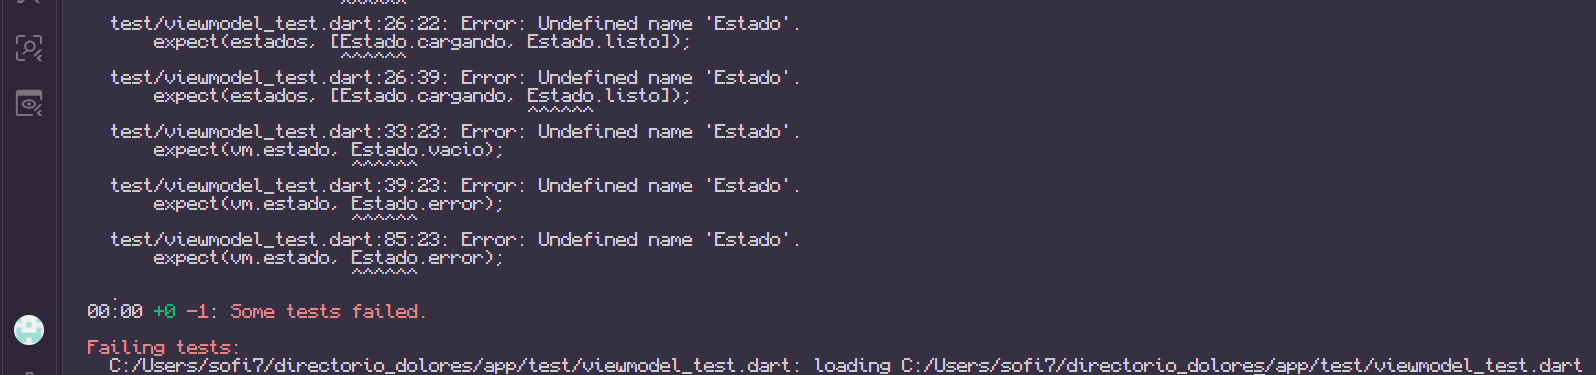 test/viewmodel_test.dart:26:22: Error: Undefined name 'Estado'.
expect(estados, [Estado.cargando, Estado.listo]);
^^^^^^
test/viewmodel_test.dart:26:39: Error: Undefined name 'Estado'.
expect(estados, [Estado.cargando, Estado.listo]);
^^^^^^
test/viewmodel_test.dart:33:23: Error: Undefined name 'Estado'.
expect(vm.estado, Estado.vacio);
^^^^^^
test/viewmodel_test.dart:39:23: Error: Undefined name 'Estado'.
expect(vm.estado, Estado.error);
^^^^^^
test/viewmodel_test.dart:85:23: Error: Undefined name 'Estado'.
expect(vm.estado, Estado.error);
^^^^^^
.
00:00 +0 -1: Some tests failed.
Failing tests:
C:/Users/sofi7/directorio_dolores/app/test/viewmodel_test.dart: loading C:/Users/sofi7/directorio_dolores/app/test/viewmodel_test.dart